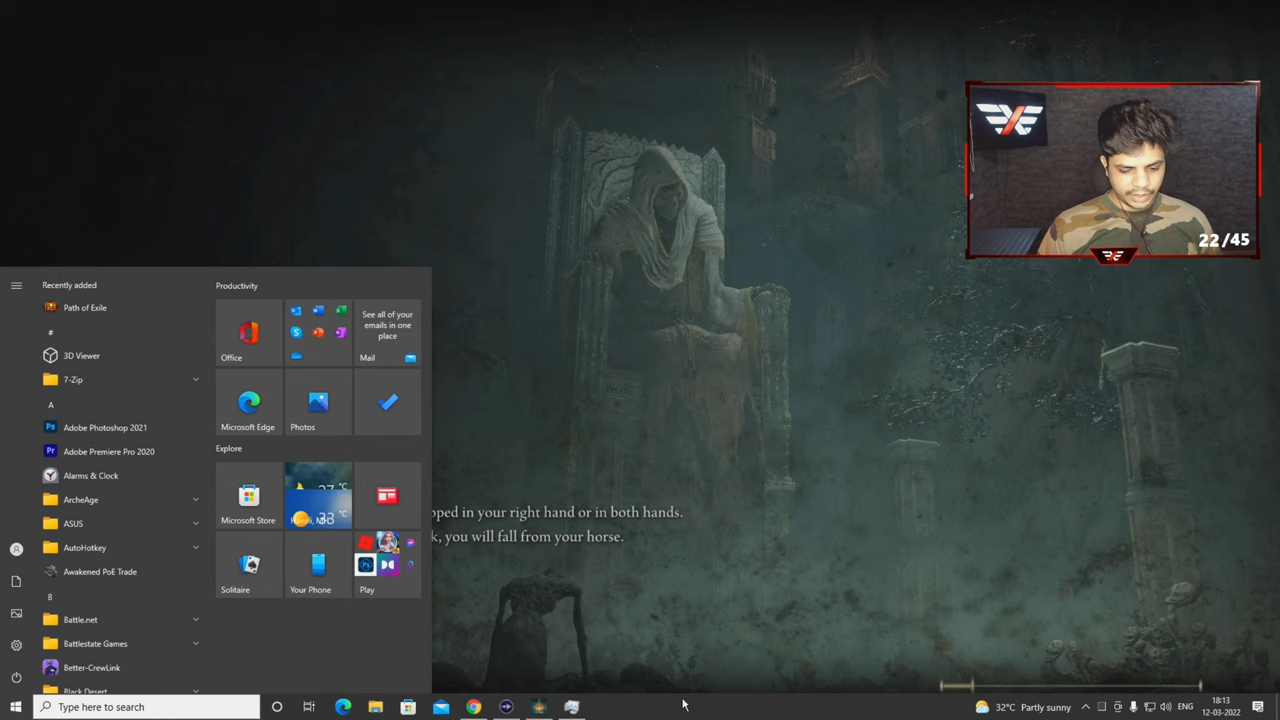 22/45
Recently added
Path of Exile
#
3D Viewer
7-Zip
A
Adobe Photoshop 2021
Adobe Premiere Pro 2020
Alarms & Clock
ArcheAge
ASUS
AutoHotkey
Awakened PoE Trade
B
Battle.net
Battlestate Games
Better-CrewLink
Black Desert
Productivity
Office
See all of your
emails in one
place
Mail
Microsoft Edge
Photos
Explore
Microsoft Store
Solitaire
Your Phone
Play
pped in your right hand or in both hands.
k, you will fall from your horse.
Type here to search
32°C Partly sunny
ENG
18:13
12-03-2022